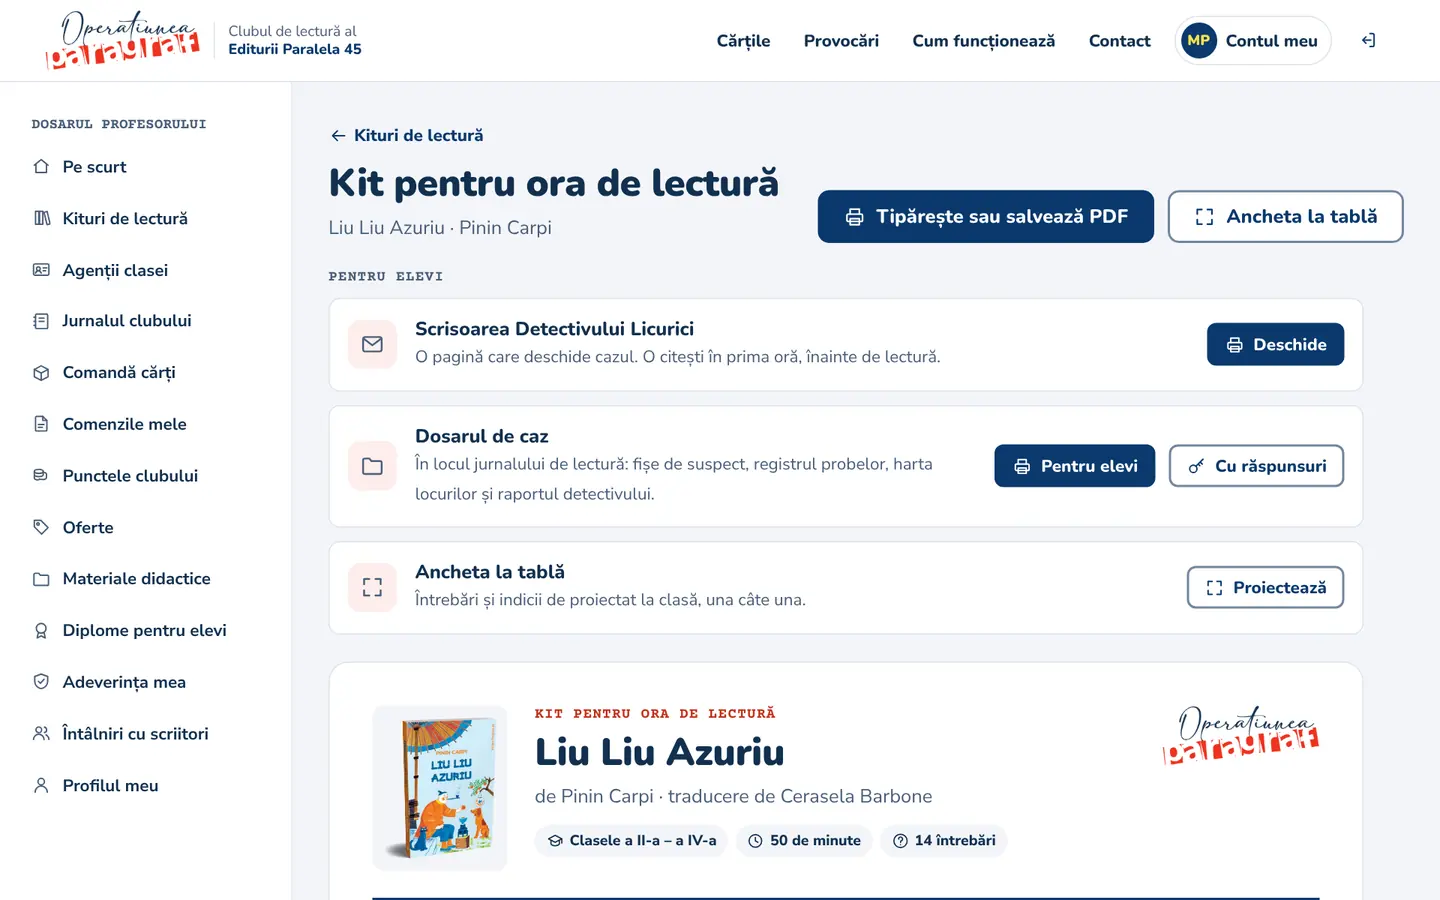 Operațiunea
paragraf
Clubul de lectură al
Editurii Paralela 45
Cărțile
Provocări
Cum funcționează
Contact
MP
Contul meu
DOSARUL PROFESORULUI
Pe scurt
Kituri de lectură
Agenții clasei
Jurnalul clubului
Comandă cărți
Comenzile mele
Punctele clubului
Oferte
Materiale didactice
Diplome pentru elevi
Adeverința mea
Întâlniri cu scriitori
Profilul meu
← Kituri de lectură
Kit pentru ora de lectură
Liu Liu Azuriu · Pinin Carpi
Tipărește sau salvează PDF
Ancheta la tablă
PENTRU ELEVI
Scrisoarea Detectivului Licurici
O pagină care deschide cazul. O citești în prima oră, înainte de lectură.
Deschide
Dosarul de caz
În locul jurnalului de lectură: fișe de suspect, registrul probelor, harta
locurilor și raportul detectivului.
Pentru elevi
Cu răspunsuri
Ancheta la tablă
Întrebări și indicii de proiectat la clasă, una câte una.
Proiectează
PININ CARPI
LIU LIU
AZURIU
KIT PENTRU ORA DE LECTURĂ
Liu Liu Azuriu
de Pinin Carpi · traducere de Cerasela Barbone
Clasele a II-a – a IV-a
50 de minute
14 întrebări
Operațiunea
paragraf